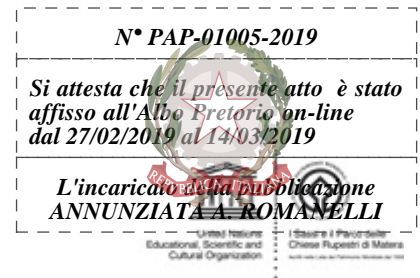 N° PAP-01005-2019
Si attesta che il presente atto è stato
affisso all'Albo Pretorio on-line
dal 27/02/2019 al 14/03/2019
L'incaricato della pubblicazione
ANNUNZIATA A. ROMANELLI
REPUBBLICA ITALIANA
United Nations
Educational, Scientific and
Cultural Organization
I Sassi e il Parco delle
Chiese Rupestri di Matera